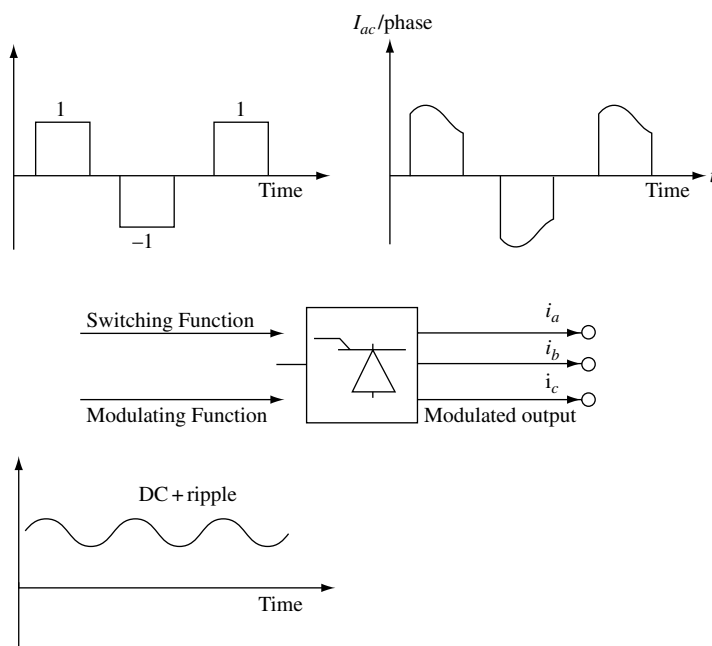 I_ac/phase
1
1
Time
–1
Time
t
Switching Function
i_a
i_b
Modulating Function
i_c
Modulated output
DC + ripple
Time